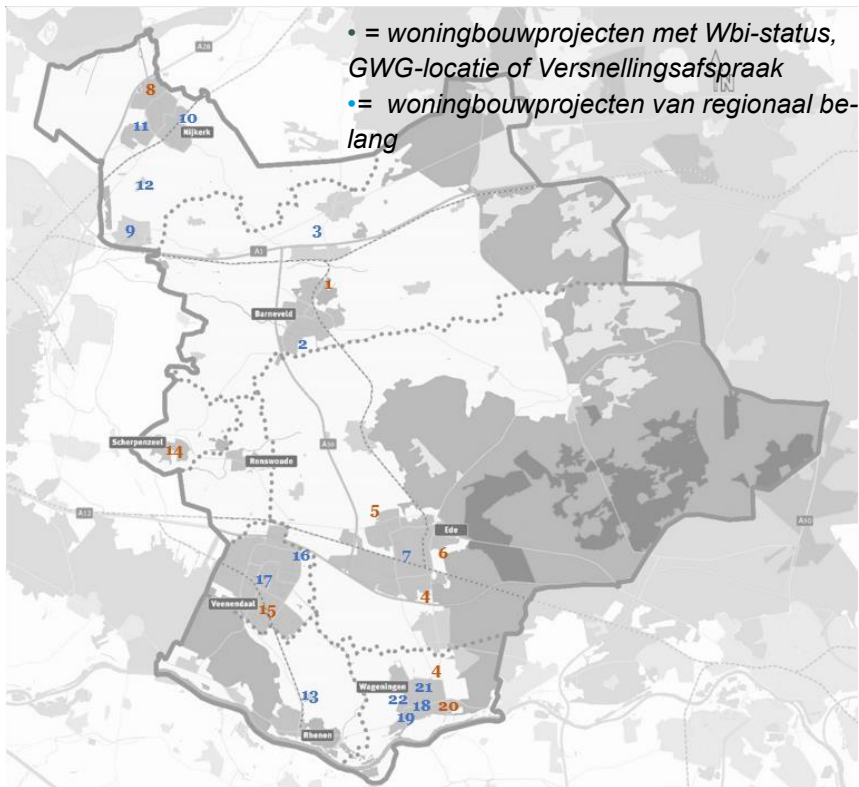 • = woningbouwprojecten met Wbi-status,
GWG-locatie of Versnellingsafspraak
•= woningbouwprojecten van regionaal be-
lang
N
A28
8
11
10
Nijkerk
12
9
3
A1
1
Barneveld
2
Scherpenzeel
14
A30
Renswoude
5
A12
Ede
16
7
6
A50
17
4
Veenendaal
15
4
Wageningen
21
13
22
18
20
19
Rhenen